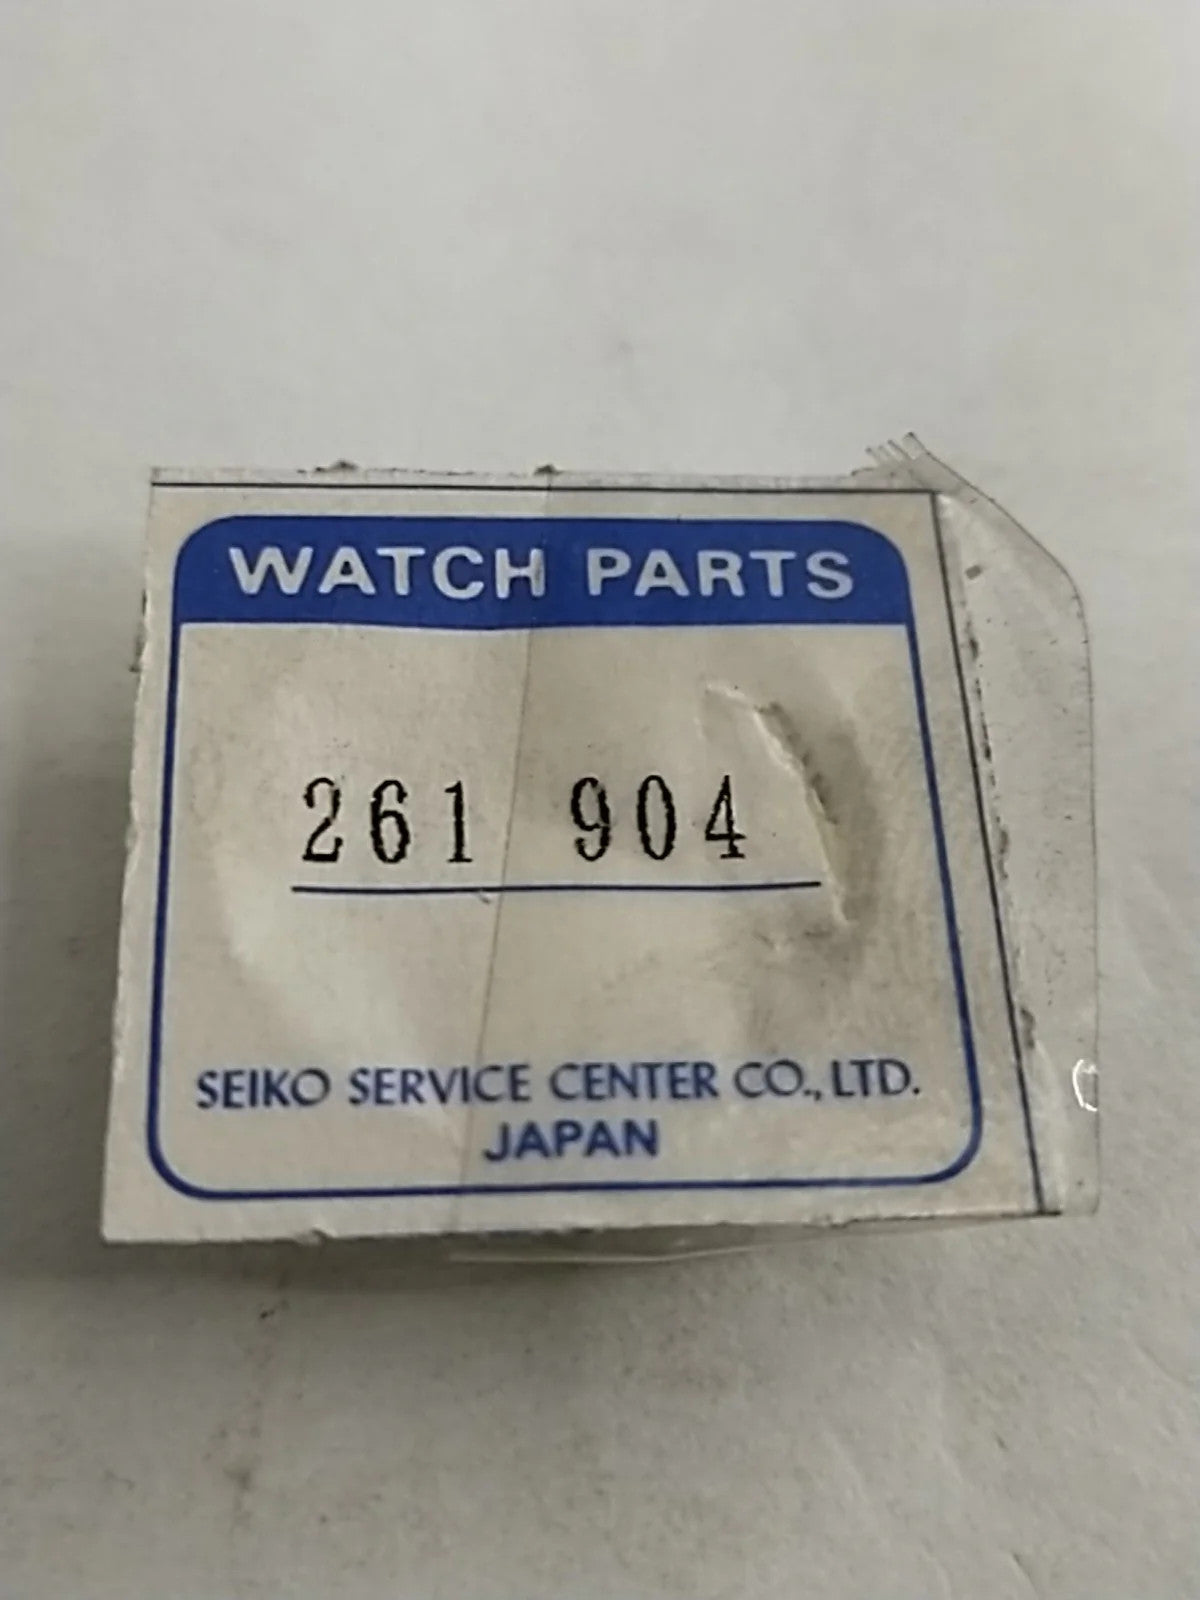 WATCH PARTS
261 904
SEIKO SERVICE CENTER CO., LTD.
JAPAN